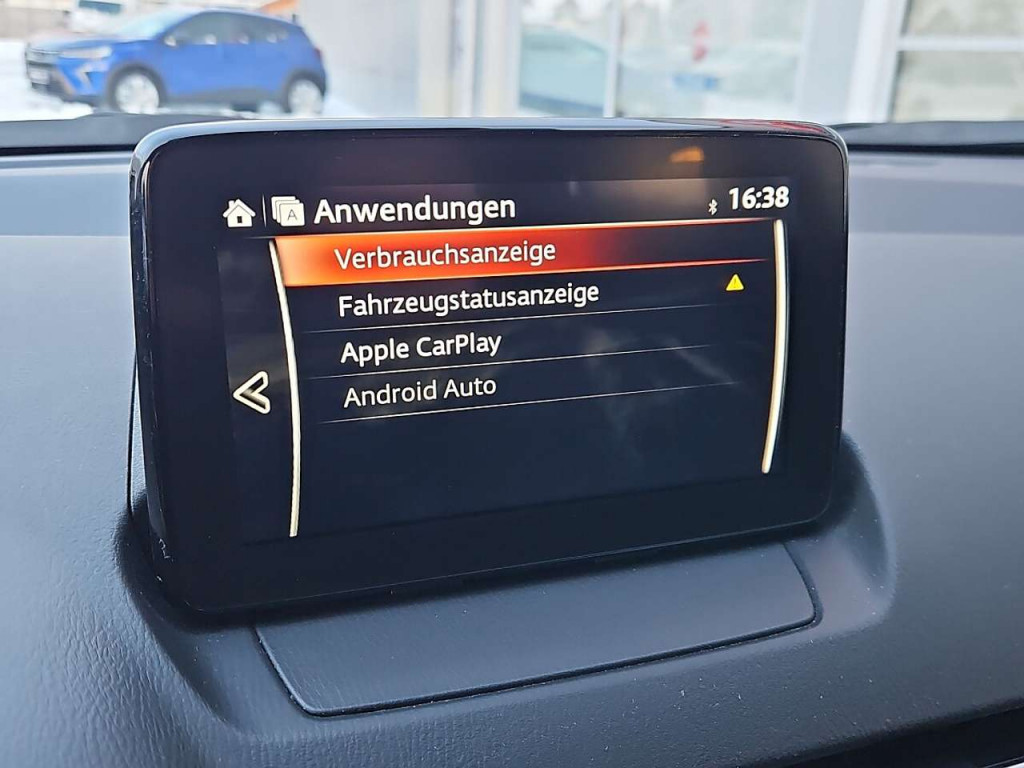 A Anwendungen 16:38
Verbrauchsanzeige
Fahrzeugstatusanzeige
Apple CarPlay
Android Auto